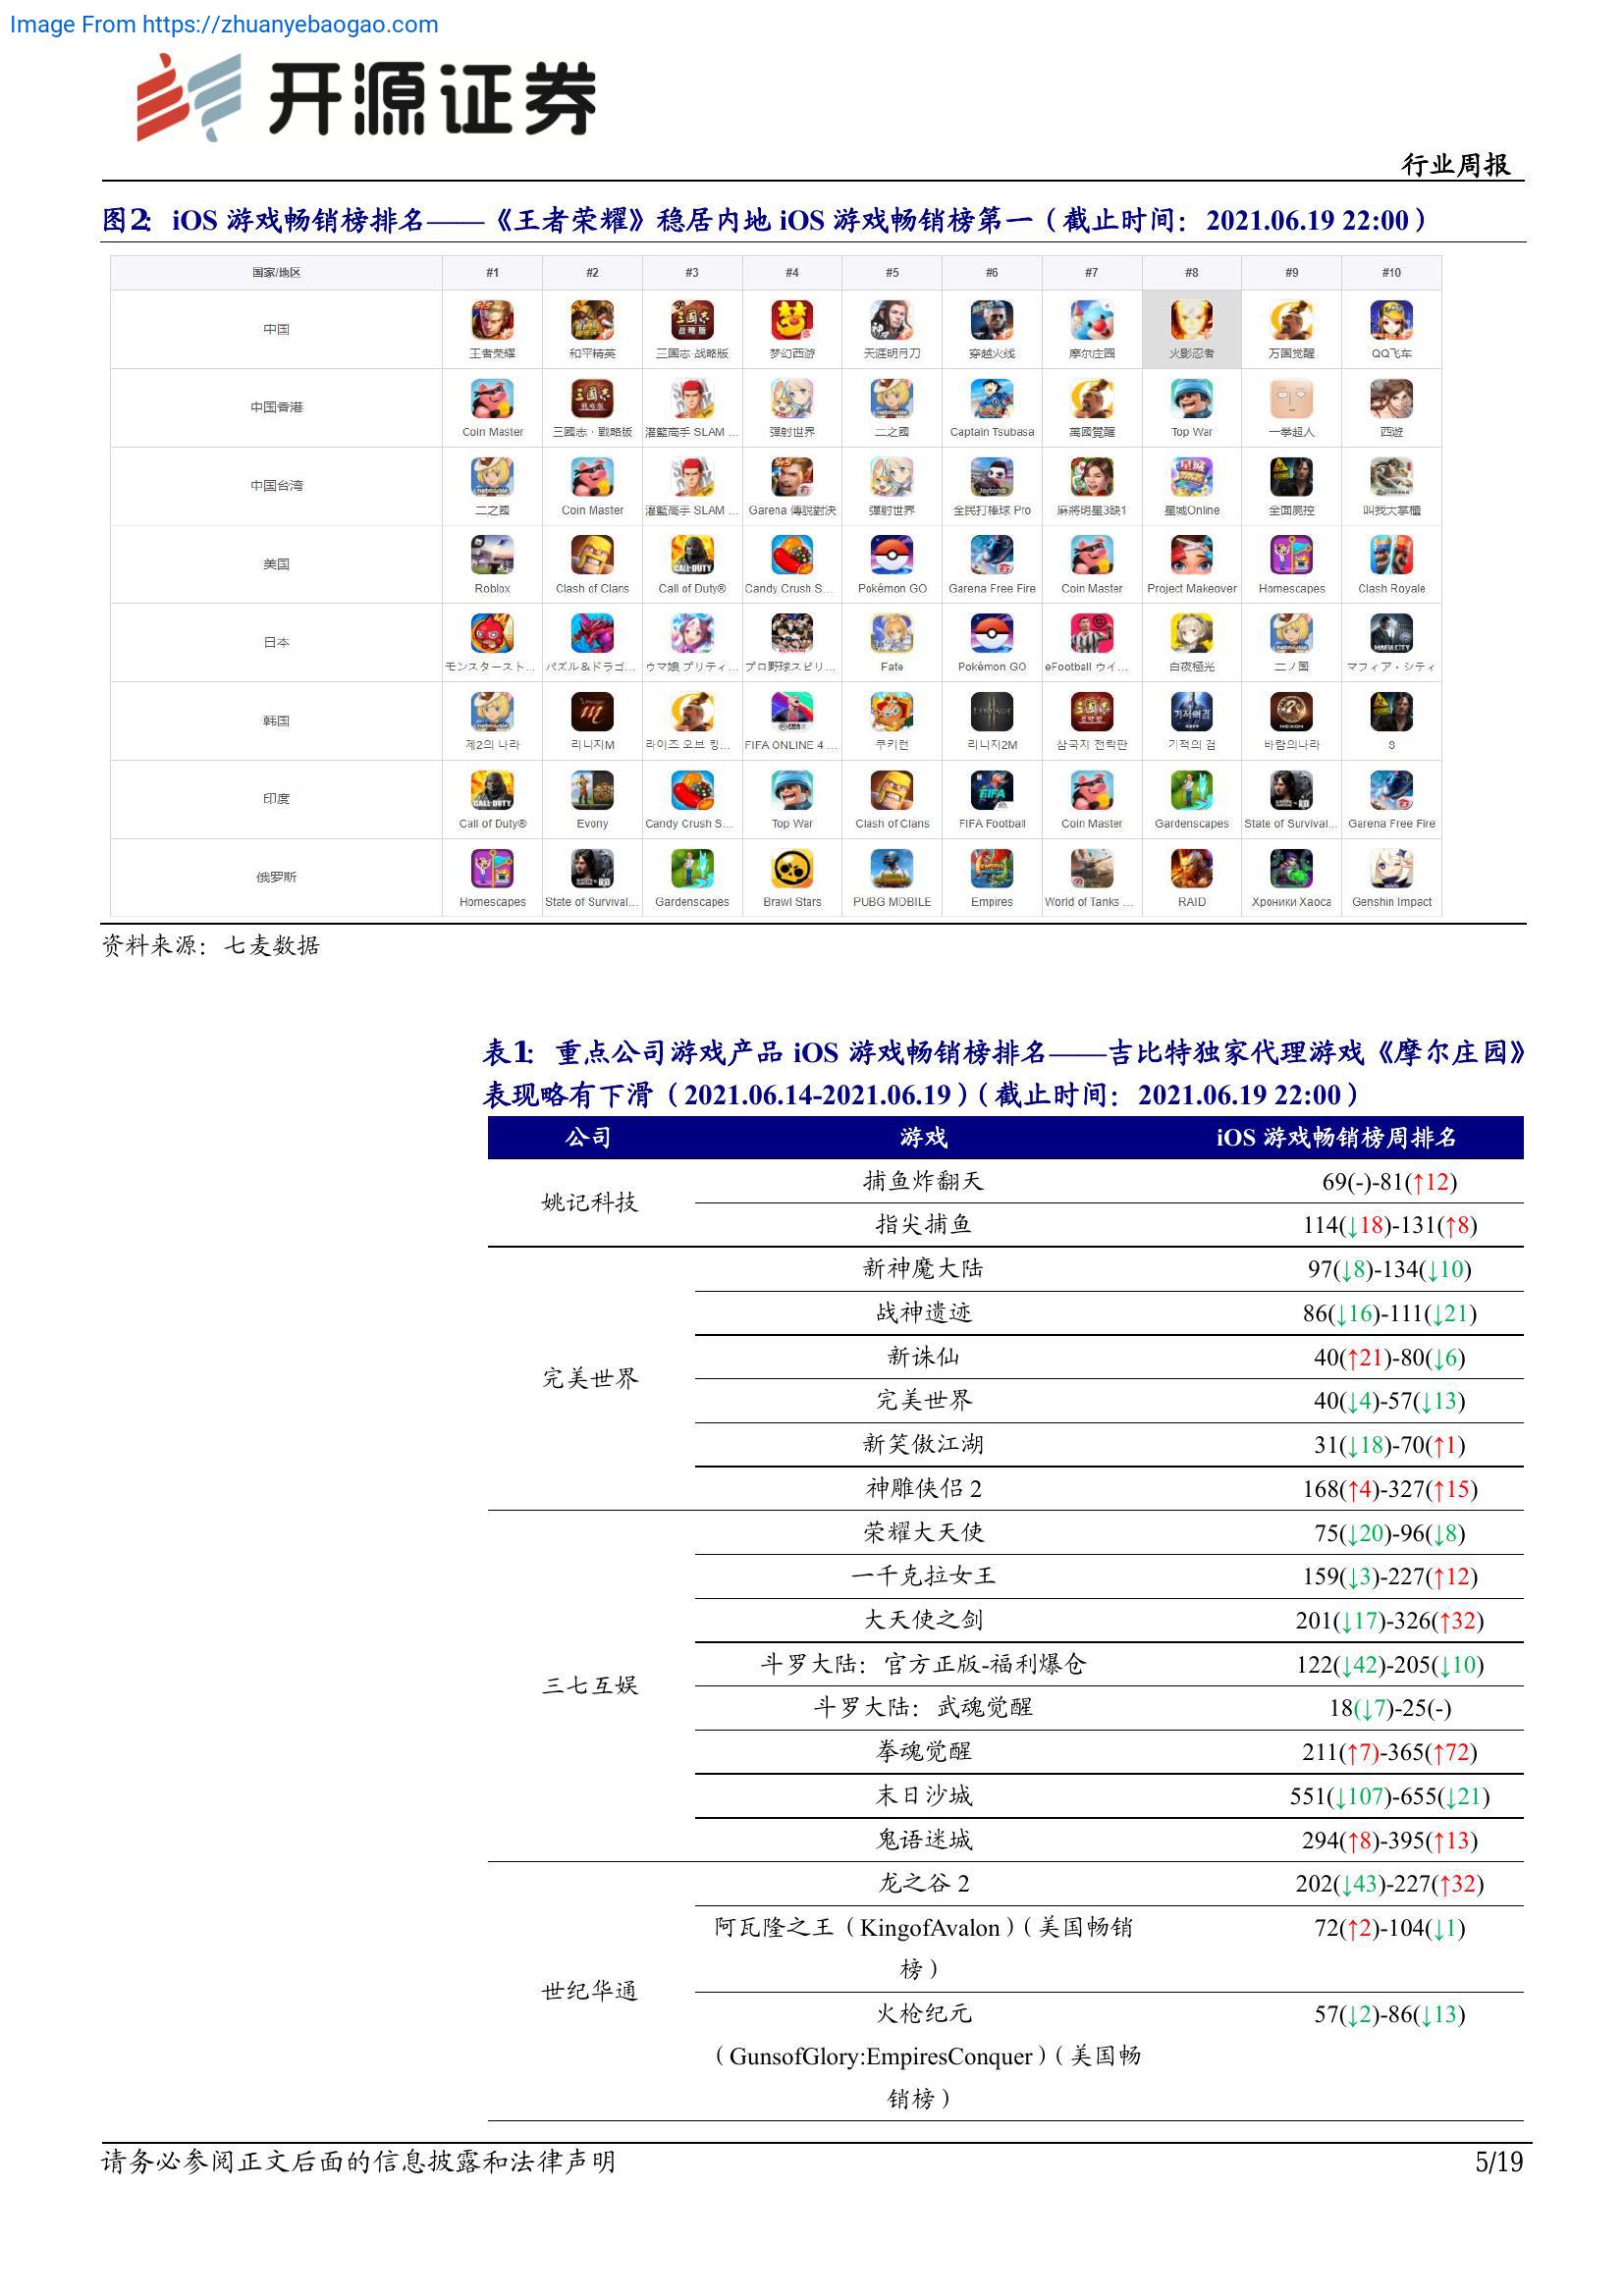 Image From https://zhuanyebaogao.com
开源证券
行业周报
图2: iOS 游戏畅销榜排名——《王者荣耀》稳居内地 iOS 游戏畅销榜第一(截止时间: 2021.06.19 22:00)
国家/地区 #1 #2 #3 #4 #5 #6 #7 #8 #9 #10
中国 王者荣耀 和平精英 三国志·战略版 梦幻西游 天涯明月刀 穿越火线 摩尔庄园 火影忍者 万国觉醒 QQ飞车
中国香港 Coin Master 三國志·戰略版 灌籃高手 SLAM ... 彈射世界 二之國 Captain Tsubasa 萬國覺醒 Top War 一拳超人 西遊
中国台湾 二之國 Coin Master 灌籃高手 SLAM ... Garena 傳說對決 彈射世界 全民打棒球 Pro 麻將明星3缺1 星城Online 全面屍控 叫我大掌櫃
美国 Roblox Clash of Clans Call of Duty® Candy Crush S... Pokémon GO Garena Free Fire Coin Master Project Makeover Homescapes Clash Royale
日本 モンスタースト... パズル&ドラゴ... ウマ娘 プリティ... プロ野球スピリ... Fate Pokémon GO eFootball ウイ... 白夜極光 二ノ国 マフィア・シティ
韩国 제2의 나라 리니지M 라이즈 오브 킹... FIFA ONLINE 4 ... 쿠키런 리니지2M 삼국지 전략판 기적의 검 바람의나라 S
印度 Call of Duty® Evony Candy Crush S... Top War Clash of Clans FIFA Football Coin Master Gardenscapes State of Survival... Garena Free Fire
俄罗斯 Homescapes State of Survival... Gardenscapes Brawl Stars PUBG MOBILE Empires World of Tanks ... RAID Хроники Хаоса Genshin Impact
资料来源: 七麦数据
表1: 重点公司游戏产品 iOS 游戏畅销榜排名——吉比特独家代理游戏《摩尔庄园》
表现略有下滑(2021.06.14-2021.06.19)(截止时间: 2021.06.19 22:00)
公司 游戏 iOS 游戏畅销榜周排名
姚记科技
捕鱼炸翻天 69(-)-81(↑12)
指尖捕鱼 114(↓18)-131(↑8)
完美世界
新神魔大陆 97(↓8)-134(↓10)
战神遗迹 86(↓16)-111(↓21)
新诛仙 40(↑21)-80(↓6)
完美世界 40(↓4)-57(↓13)
新笑傲江湖 31(↓18)-70(↑1)
神雕侠侣 2 168(↑4)-327(↑15)
三七互娱
荣耀大天使 75(↓20)-96(↓8)
一千克拉女王 159(↓3)-227(↑12)
大天使之剑 201(↓17)-326(↑32)
斗罗大陆: 官方正版-福利爆仓 122(↓42)-205(↓10)
斗罗大陆: 武魂觉醒 18(↓7)-25(-)
拳魂觉醒 211(↑7)-365(↑72)
末日沙城 551(↓107)-655(↓21)
鬼语迷城 294(↑8)-395(↑13)
世纪华通
龙之谷 2 202(↓43)-227(↑32)
阿瓦隆之王(KingofAvalon)(美国畅销 72(↑2)-104(↓1)
榜)
火枪纪元 57(↓2)-86(↓13)
(GunsofGlory:EmpiresConquer)(美国畅
销榜)
请务必参阅正文后面的信息披露和法律声明 5/19